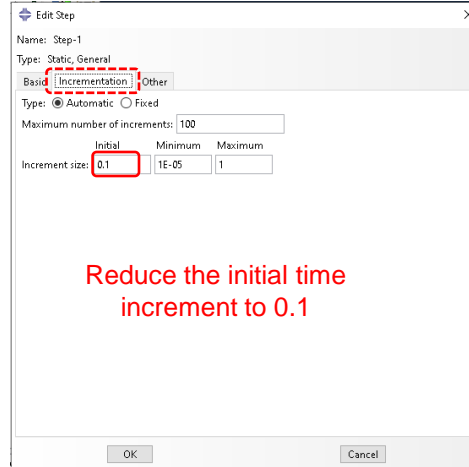 Edit Step
Name: Step-1
Type: Static, General
Basic Incrementation Other
Type: Automatic Fixed
Maximum number of increments: 100
Initial Minimum Maximum
Increment size: 0.1 1E-05 1
Reduce the initial time
increment to 0.1
OK Cancel